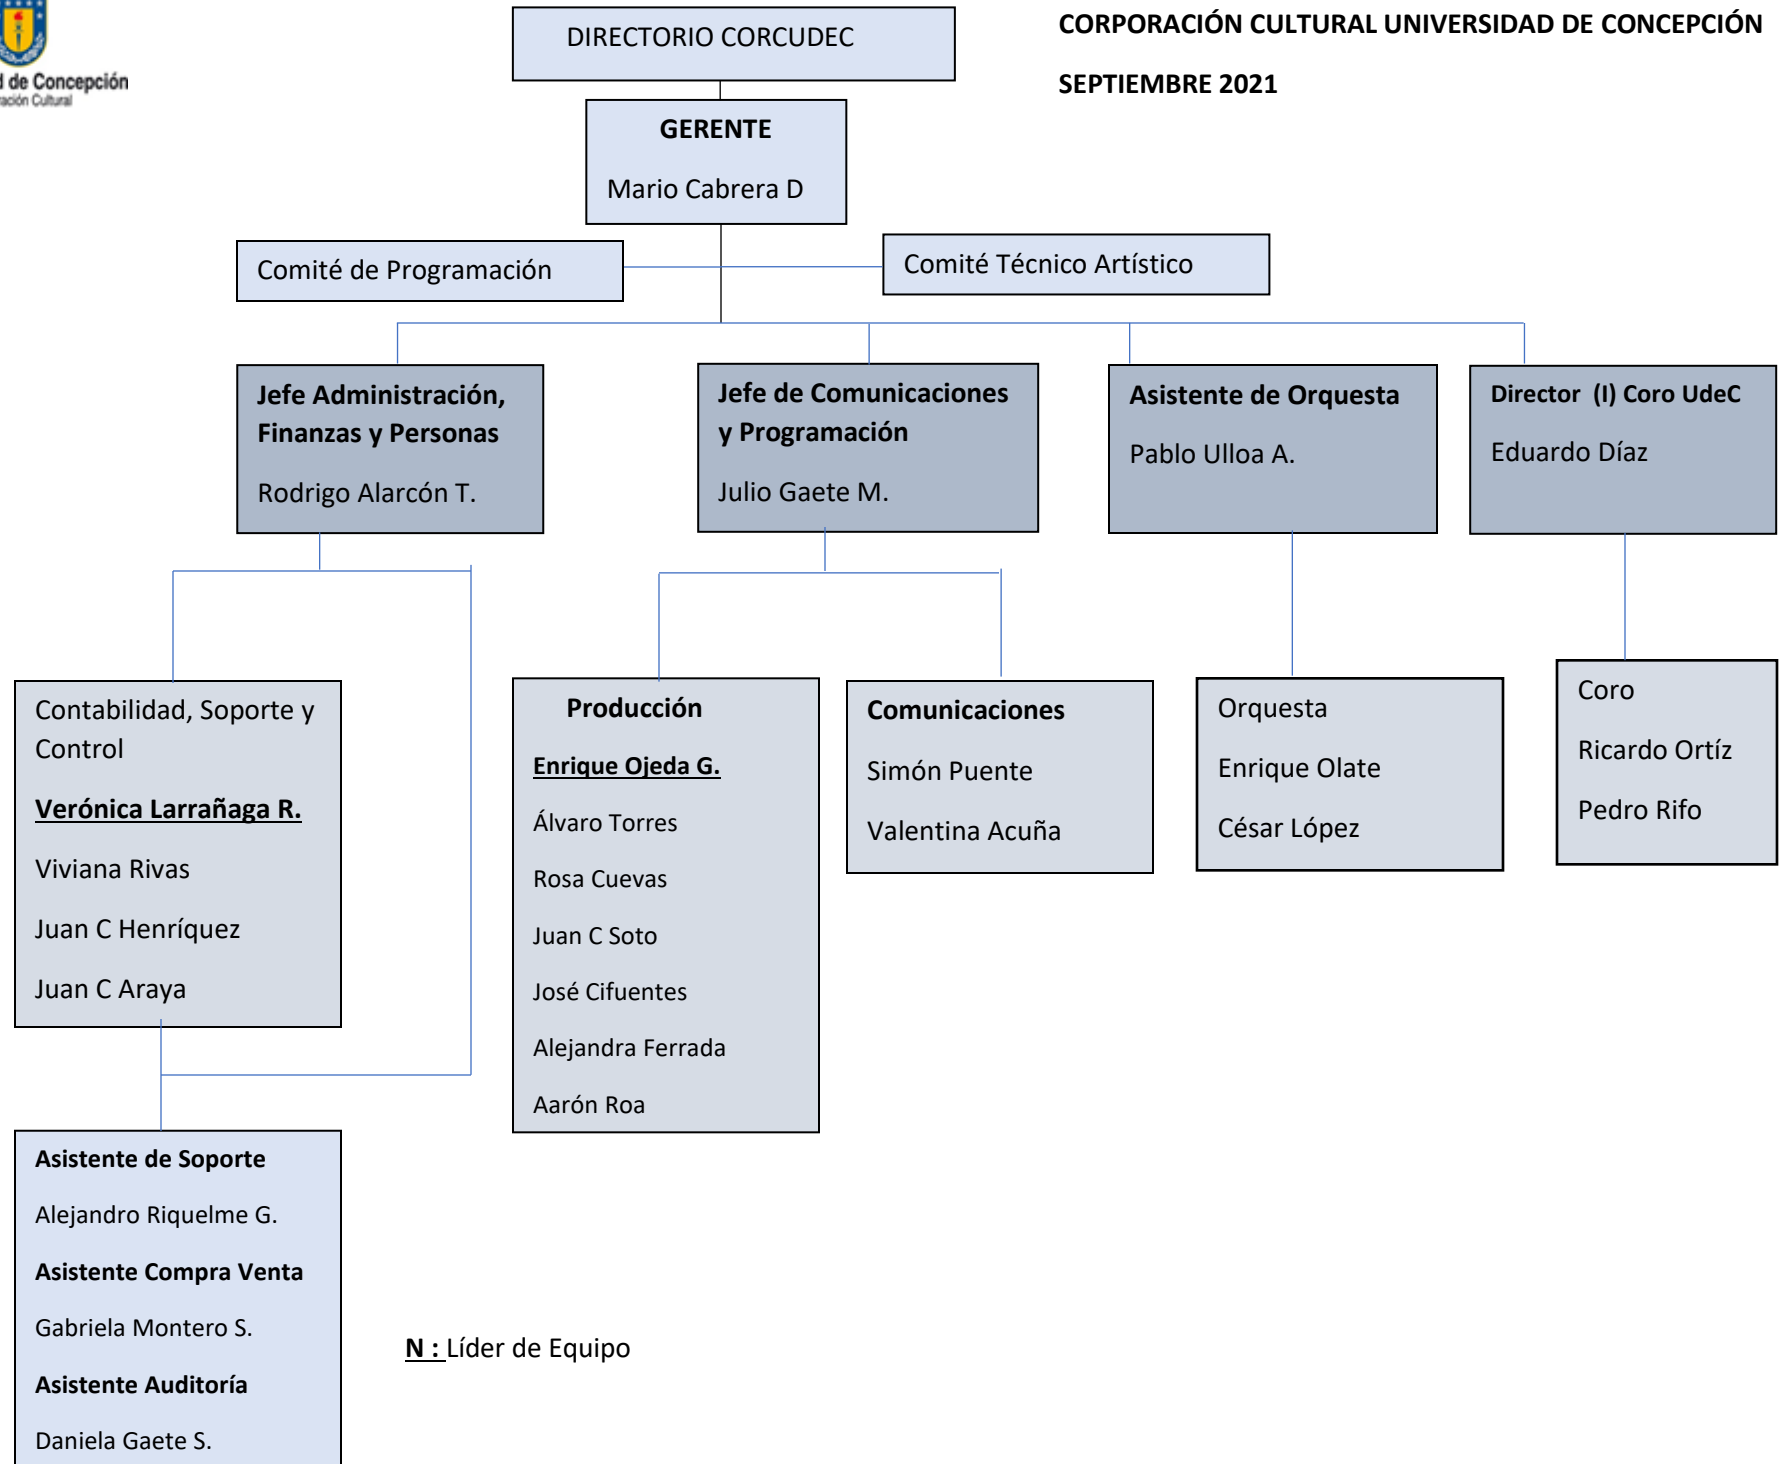 de Concepción
DIRECTORIO CORCUDEC
CORPORACIÓN CULTURAL UNIVERSIDAD DE CONCEPCIÓN
SEPTIEMBRE 2021
GERENTE
Mario Cabrera D
Comité de Programación
Comité Técnico Artístico
Jefe Administración,
Finanzas y Personas
Rodrigo Alarcón T.
Jefe de Comunicaciones
y Programación
Julio Gaete M.
Asistente de Orquesta
Pablo Ulloa A.
Director (I) Coro UdeC
Eduardo Díaz
Contabilidad, Soporte y
Control
Verónica Larrañaga R.
Viviana Rivas
Juan C Henríquez
Juan C Araya
Producción
Enrique Ojeda G.
Álvaro Torres
Rosa Cuevas
Juan C Soto
José Cifuentes
Alejandra Ferrada
Aarón Roa
Comunicaciones
Simón Puente
Valentina Acuña
Orquesta
Enrique Olate
César López
Coro
Ricardo Ortíz
Pedro Rifo
Asistente de Soporte
Alejandro Riquelme G.
Asistente Compra Venta
Gabriela Montero S.
Asistente Auditoría
Daniela Gaete S.
N : Líder de Equipo